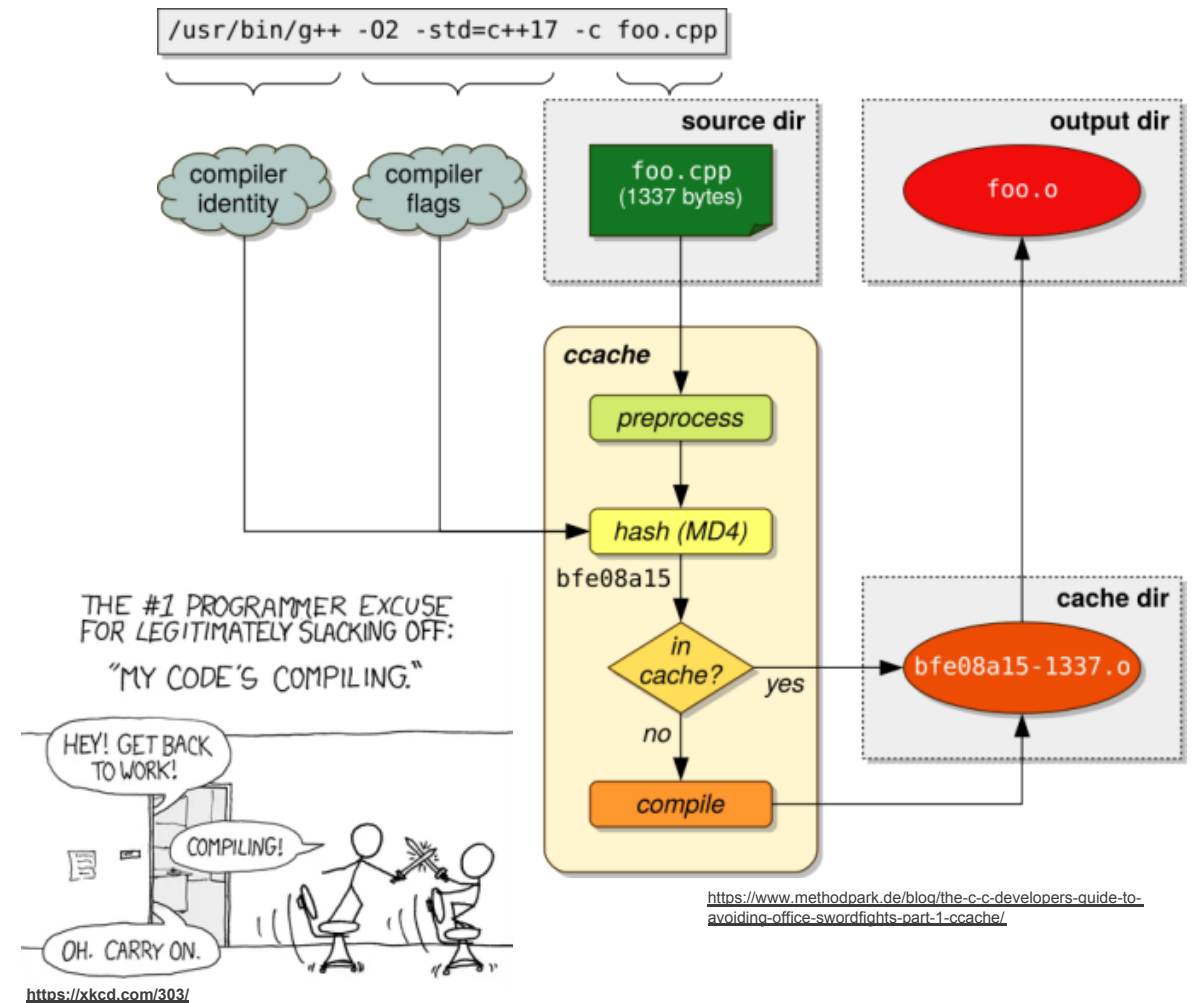 /usr/bin/g++ -O2 -std=c++17 -c foo.cpp
compiler
identity
compiler
flags
source dir
foo.cpp
(1337 bytes)
output dir
foo.o
ccache
preprocess
hash (MD4)
bfe08a15
in
cache?
yes
no
compile
cache dir
bfe08a15-1337.o
THE #1 PROGRAMMER EXCUSE
FOR LEGITIMATELY SLACKING OFF:
"MY CODE'S COMPILING."
HEY! GET BACK
TO WORK!
COMPILING!
OH. CARRY ON.
https://xkcd.com/303/
https://www.methodpark.de/blog/the-c-c-developers-guide-to-
avoiding-office-swordfights-part-1-ccache/